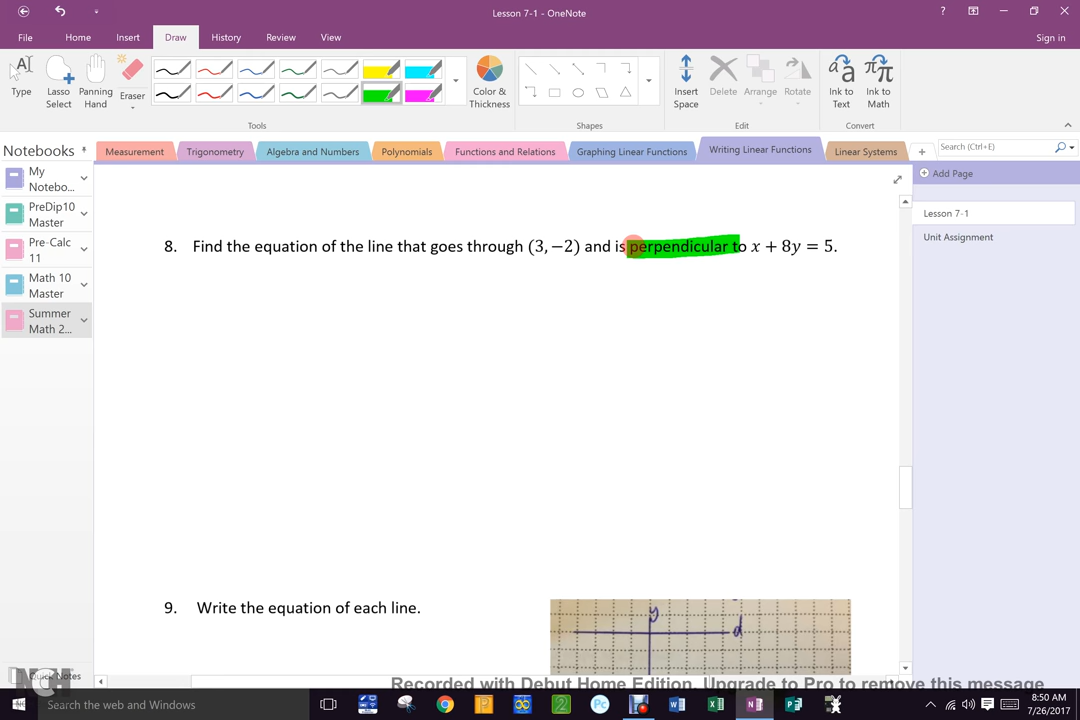 Lesson 7-1 - OneNote
?
Sign in
File Home Insert Draw History Review View
Type
Lasso Select
Panning Hand
Eraser
Color & Thickness
Insert Space
Delete
Arrange
Rotate
Ink to Text
Ink to Math
Tools
Shapes
Edit
Convert
Notebooks
Measurement Trigonometry Algebra and Numbers Polynomials Functions and Relations Graphing Linear Functions Writing Linear Functions Linear Systems
Search (Ctrl+E)
My Notebo...
PreDip10 Master
Pre-Calc 11
Math 10 Master
Summer Math 2...
Add Page
Lesson 7-1
Unit Assignment
8. Find the equation of the line that goes through (3, −2) and is perpendicular to x + 8y = 5.
9. Write the equation of each line.
y
d
Quick Notes
NCH
Recorded with Debut Home Edition. Upgrade to Pro to remove this message
Search the web and Windows
8:50 AM
7/26/2017